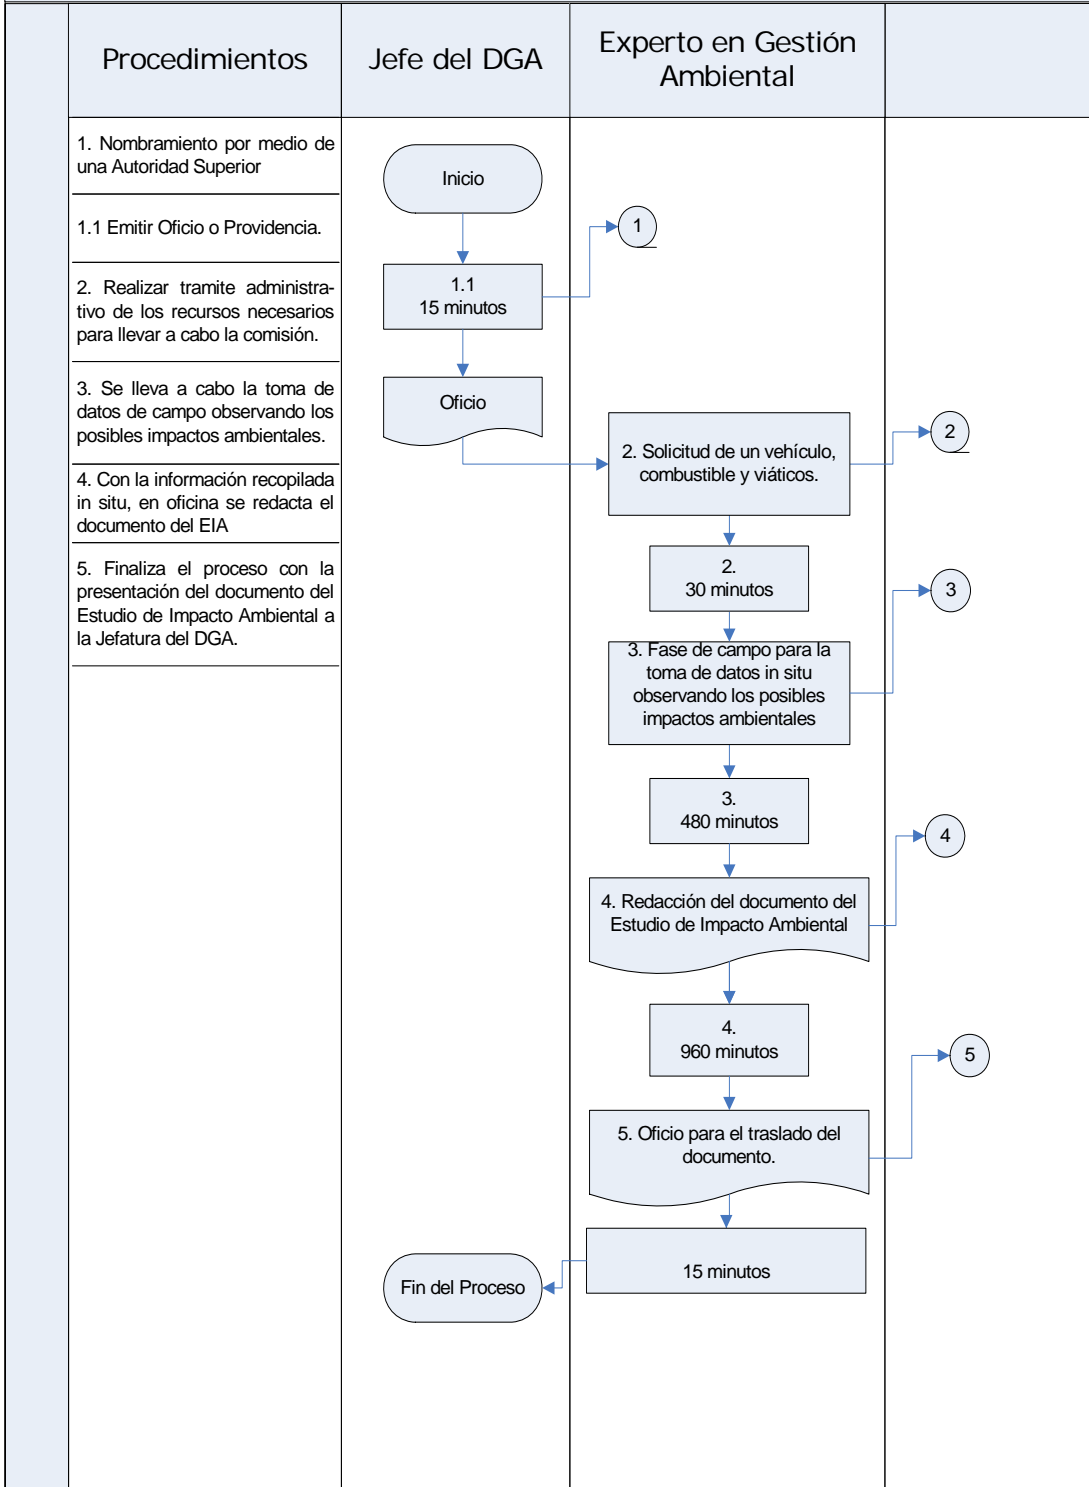 Procedimientos
Jefe del DGA
Experto en Gestión
Ambiental
1. Nombramiento por medio de
una Autoridad Superior
1.1 Emitir Oficio o Providencia.
2. Realizar tramite administra-
tivo de los recursos necesarios
para llevar a cabo la comisión.
3. Se lleva a cabo la toma de
datos de campo observando los
posibles impactos ambientales.
4. Con la información recopilada
in situ, en oficina se redacta el
documento del EIA
5. Finaliza el proceso con la
presentación del documento del
Estudio de Impacto Ambiental a
la Jefatura del DGA.
Inicio
1
1.1
15 minutos
Oficio
2. Solicitud de un vehículo,
combustible y viáticos.
2
2.
30 minutos
3
3. Fase de campo para la
toma de datos in situ
observando los posibles
impactos ambientales
3.
480 minutos
4
4. Redacción del documento del
Estudio de Impacto Ambiental
4.
960 minutos
5
5. Oficio para el traslado del
documento.
15 minutos
Fin del Proceso